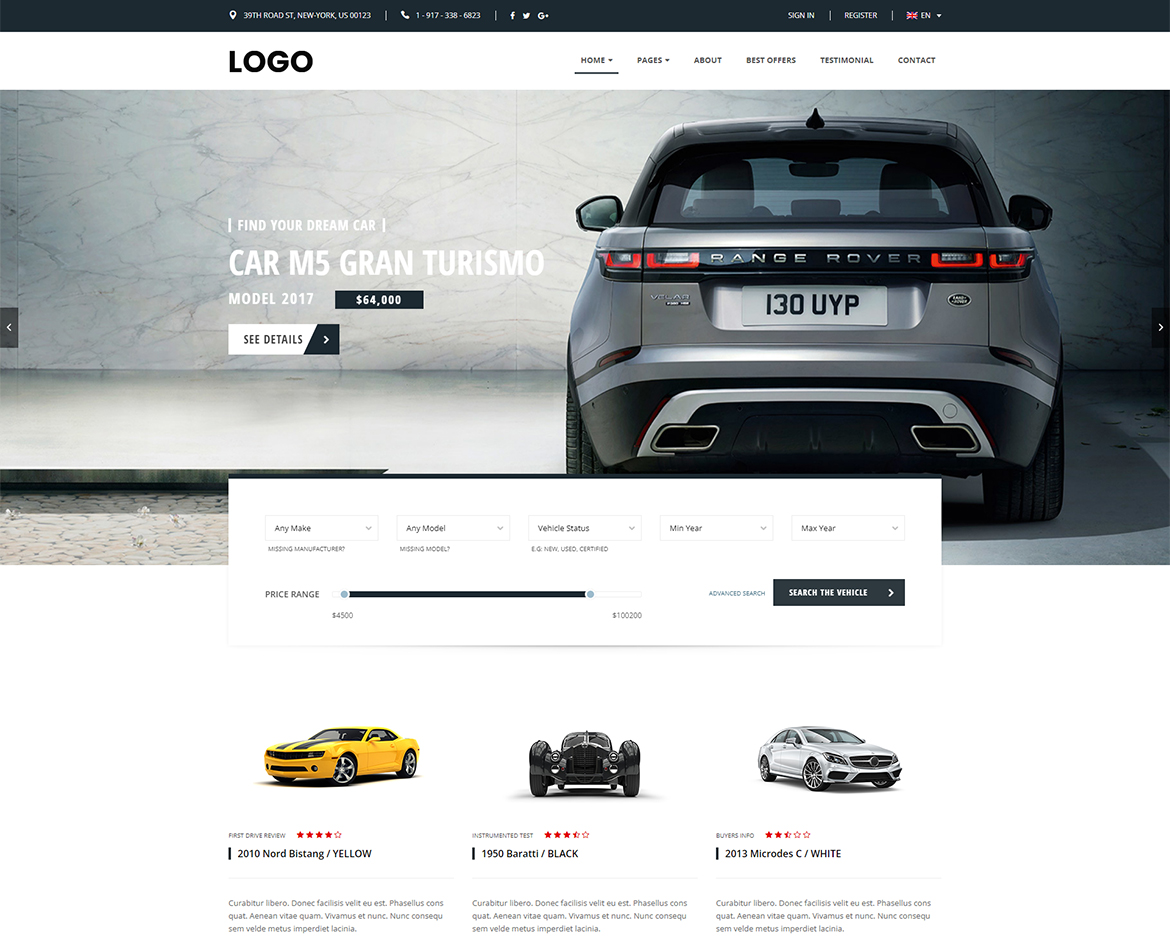 39TH ROAD ST, NEW-YORK, US 00123 | 1 - 917 - 338 - 6823 | SIGN IN | REGISTER | EN
LOGO
HOME PAGES ABOUT BEST OFFERS TESTIMONIAL CONTACT
FIND YOUR DREAM CAR
CAR M5 GRAN TURISMO
MODEL 2017 $64,000
SEE DETAILS
RANGE ROVER
VELAR
130 UYP
Any Make Any Model Vehicle Status Min Year Max Year
MISSING MANUFACTURER? MISSING MODEL? E.G: NEW, USED, CERTIFIED
PRICE RANGE ADVANCED SEARCH SEARCH THE VEHICLE
$4500 $100200
FIRST DRIVE REVIEW
2010 Nord Bistang / YELLOW
Curabitur libero. Donec facilisis velit eu est. Phasellus cons
quat. Aenean vitae quam. Vivamus et nunc. Nunc consequ
sem velde metus imperdiet lacinia.
INSTRUMENTED TEST
1950 Baratti / BLACK
Curabitur libero. Donec facilisis velit eu est. Phasellus cons
quat. Aenean vitae quam. Vivamus et nunc. Nunc consequ
sem velde metus imperdiet lacinia.
BUYERS INFO
2013 Microdes C / WHITE
Curabitur libero. Donec facilisis velit eu est. Phasellus cons
quat. Aenean vitae quam. Vivamus et nunc. Nunc consequ
sem velde metus imperdiet lacinia.